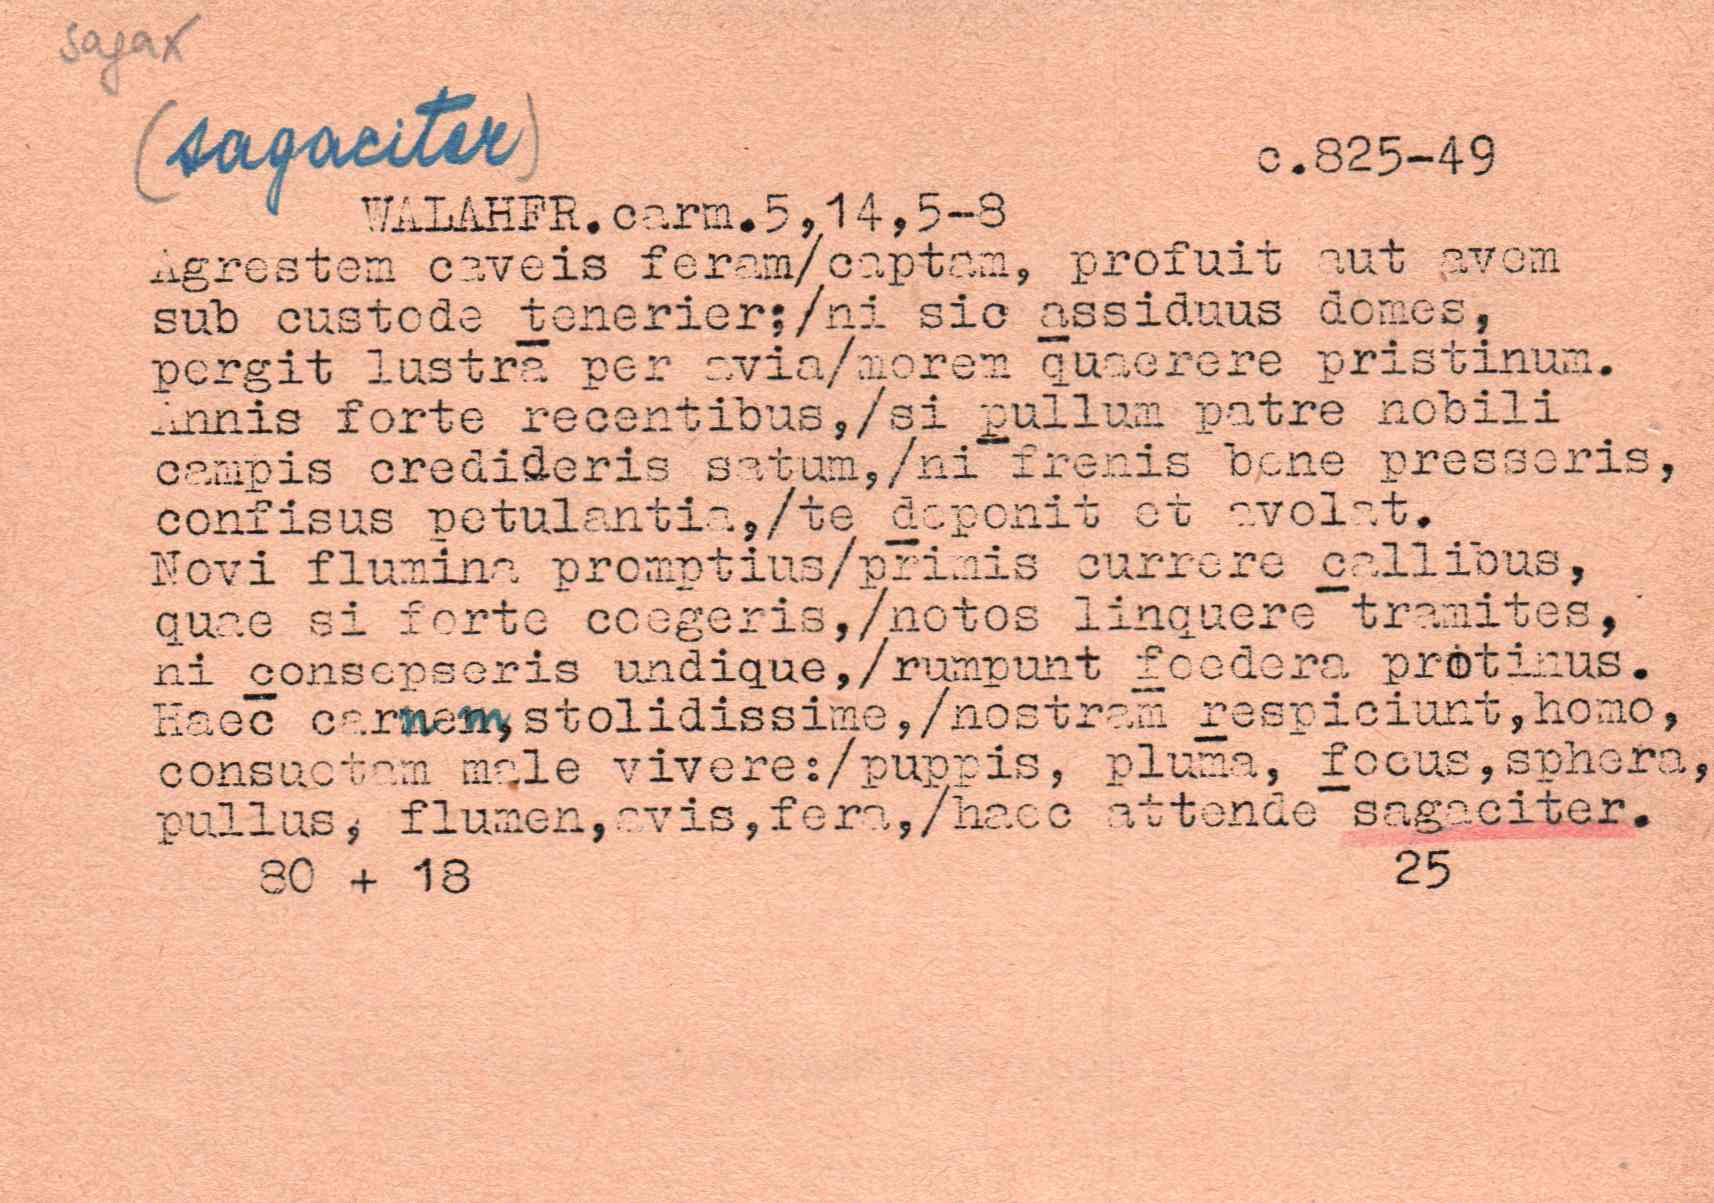 sagax
(sagaciter)
c.825-49
WALAHFR.carm.5,14,5-8
Agrestem caveis feram/captam, profuit aut avem
sub custode tenerier;/ni sic assiduus domes,
pergit lustra per avia/morem quaerere pristinum.
Annis forte recentibus,/si pullum patre nobili
campis credideris satum,/ni frenis bene presseris,
confisus petulantia,/te deponit et avolat.
Novi flumina promptius/primis currere callibus,
quae si forte coegeris,/notos linquere tramites,
ni consepseris undique,/rumpunt foedera protinus.
Haec carnem,stolidissime,/nostram respiciunt,homo,
consuetam male vivere:/puppis, pluma, focus,sphera,
pullus, flumen,avis,fera,/haec attende sagaciter.
80 + 18 25